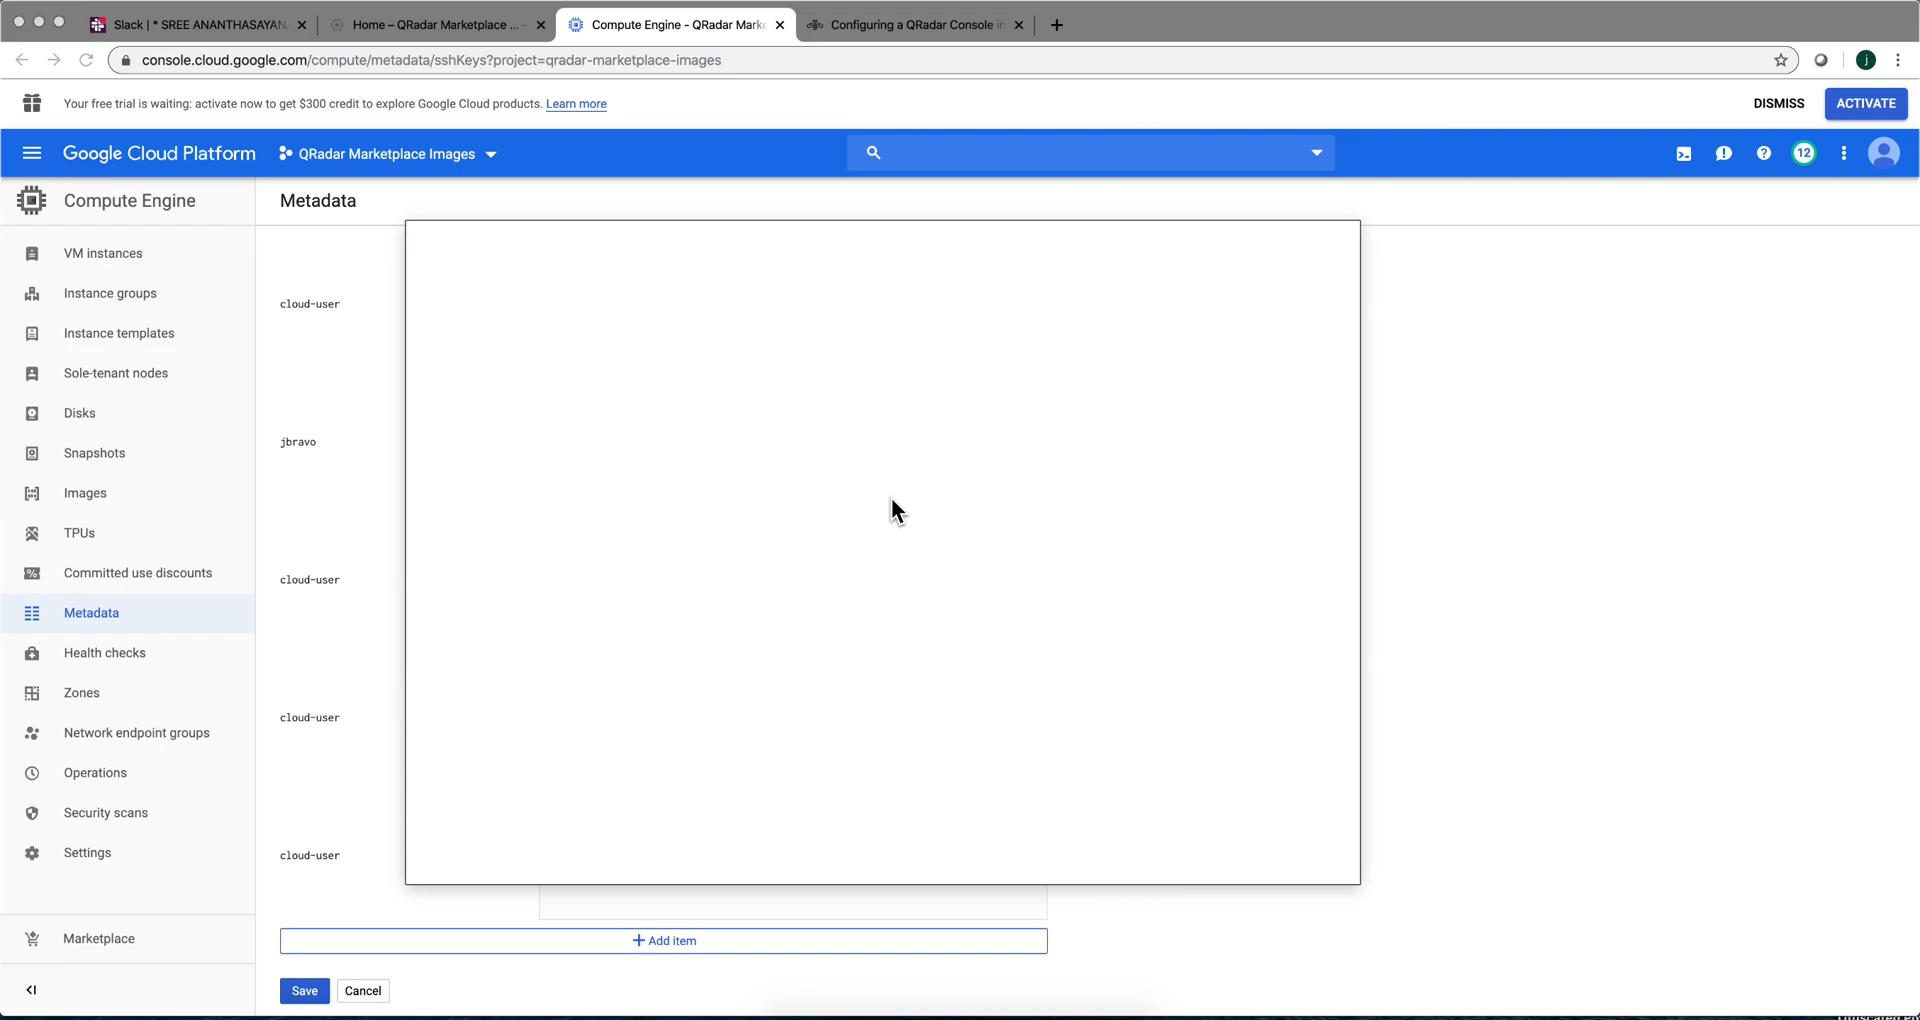 Slack | * SREE ANANTHASAYAN
Home – QRadar Marketplace ... -
Compute Engine - QRadar Mark
Configuring a QRadar Console in
console.cloud.google.com/compute/metadata/sshKeys?project=qradar-marketplace-images
j
Your free trial is waiting: activate now to get $300 credit to explore Google Cloud products. Learn more
DISMISS
ACTIVATE
Google Cloud Platform
QRadar Marketplace Images
12
Compute Engine
Metadata
VM instances
Instance groups
Instance templates
Sole-tenant nodes
Disks
Snapshots
Images
TPUs
Committed use discounts
Metadata
Health checks
Zones
Network endpoint groups
Operations
Security scans
Settings
Marketplace
cloud-user
jbravo
cloud-user
cloud-user
cloud-user
+ Add item
Save
Cancel